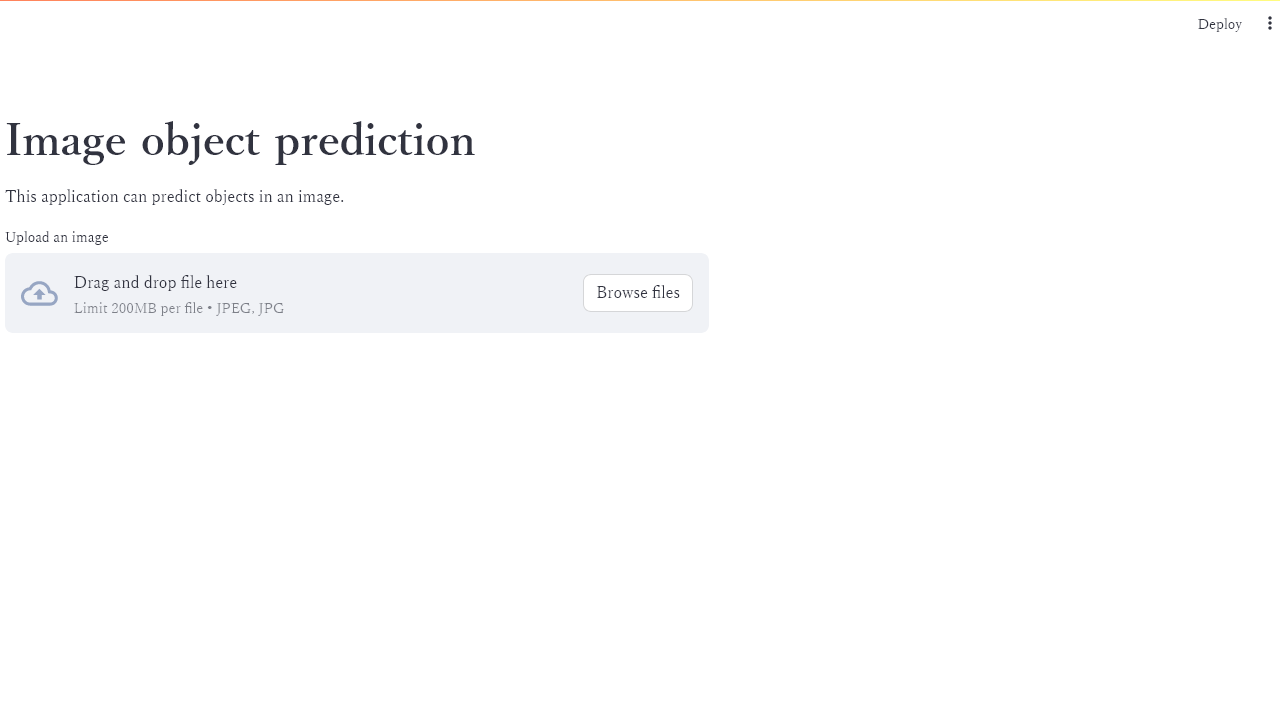 Deploy
Image object prediction
This application can predict objects in an image.
Upload an image
Drag and drop file here
Limit 200MB per file • JPEG, JPG
Browse files